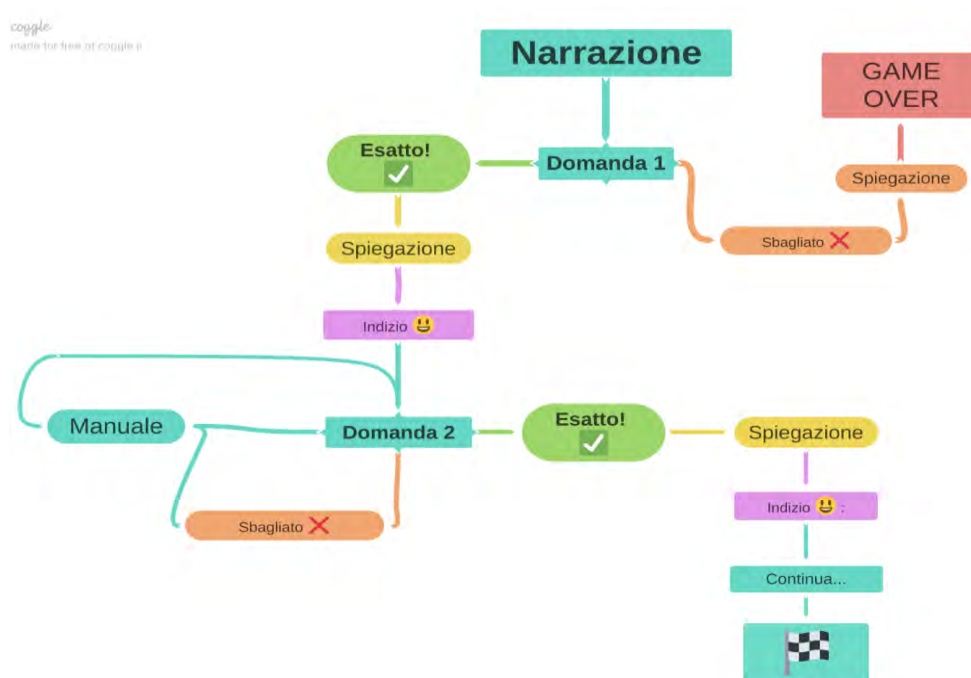 coggle
made for free at coggle.it
Narrazione
GAME
OVER
Esatto!
Domanda 1
Spiegazione
Sbagliato
Spiegazione
Indizio
Manuale
Domanda 2
Esatto!
Spiegazione
Sbagliato
Indizio :
Continua...